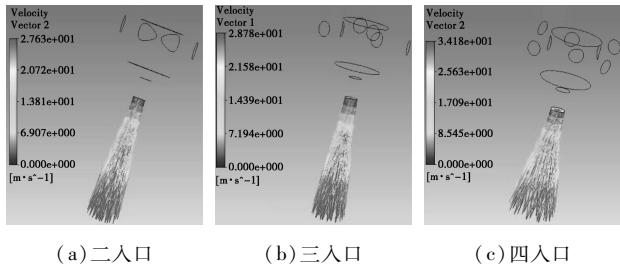 Velocity
Vector 2
2.763e+001
2.072e+001
1.381e+001
6.907e+000
0.000e+000
[m·s^-1]
(a)二入口
Velocity
Vector 1
2.878e+001
2.158e+001
1.439e+001
7.194e+000
0.000e+000
[m·s^-1]
(b)三入口
Velocity
Vector 2
3.418e+001
2.563e+001
1.709e+001
8.545e+000
0.000e+000
[m·s^-1]
(c)四入口